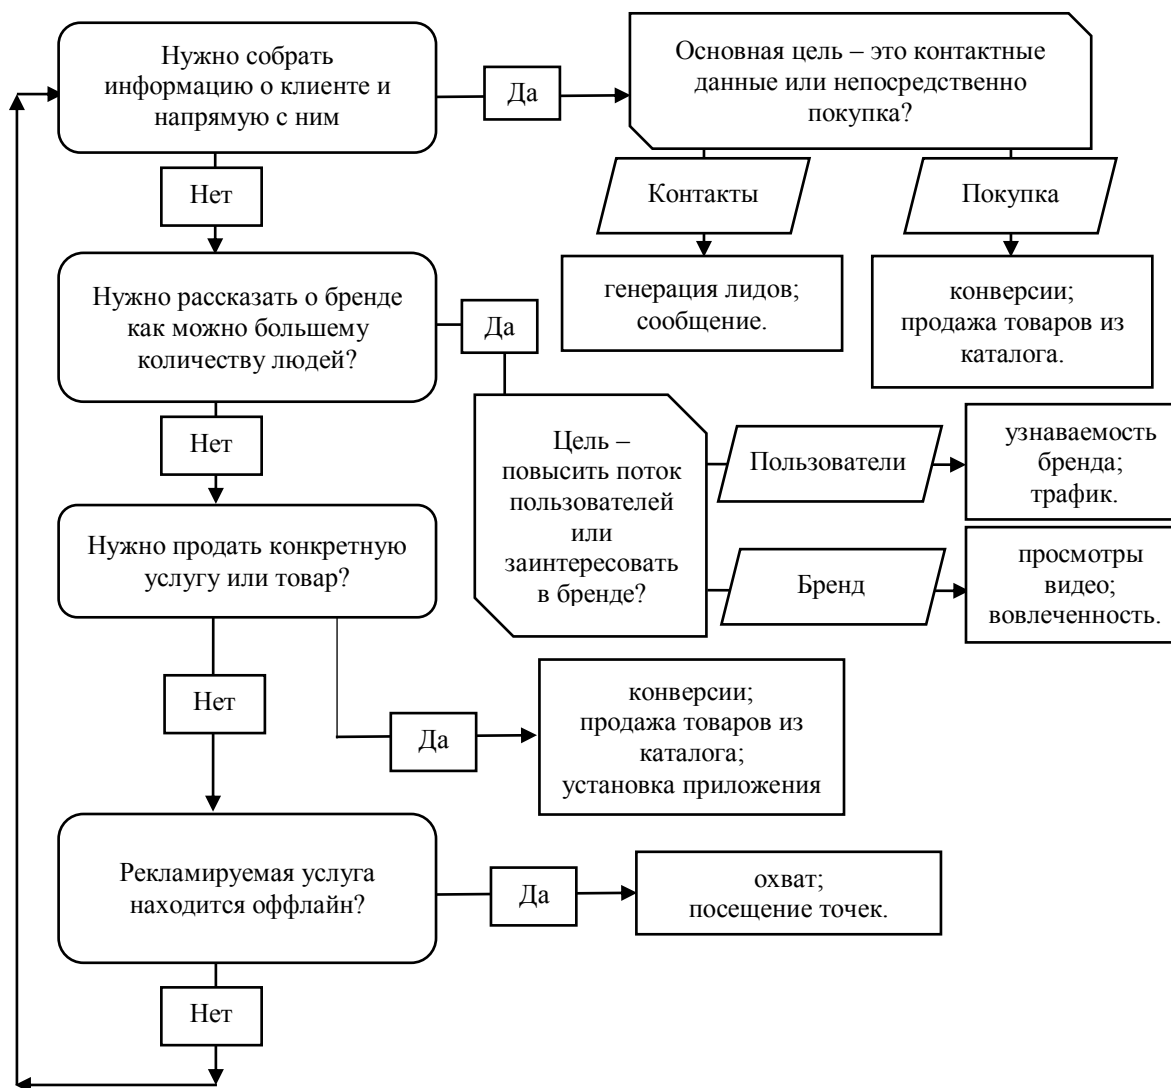 Нужно собрать
информацию о клиенте и
напрямую с ним
Да
Основная цель – это контактные
данные или непосредственно
покупка?
Нет
Контакты
Покупка
генерация лидов;
сообщение.
конверсии;
продажа товаров из
каталога.
Нужно рассказать о бренде
как можно большему
количеству людей?
Да
Нет
Цель –
повысить поток
пользователей
или
заинтересовать
в бренде?
Пользователи
узнаваемость
бренда;
трафик.
Бренд
просмотры
видео;
вовлеченность.
Нужно продать конкретную
услугу или товар?
Нет
Да
конверсии;
продажа товаров из
каталога;
установка приложения
Рекламируемая услуга
находится оффлайн?
Да
охват;
посещение точек.
Нет